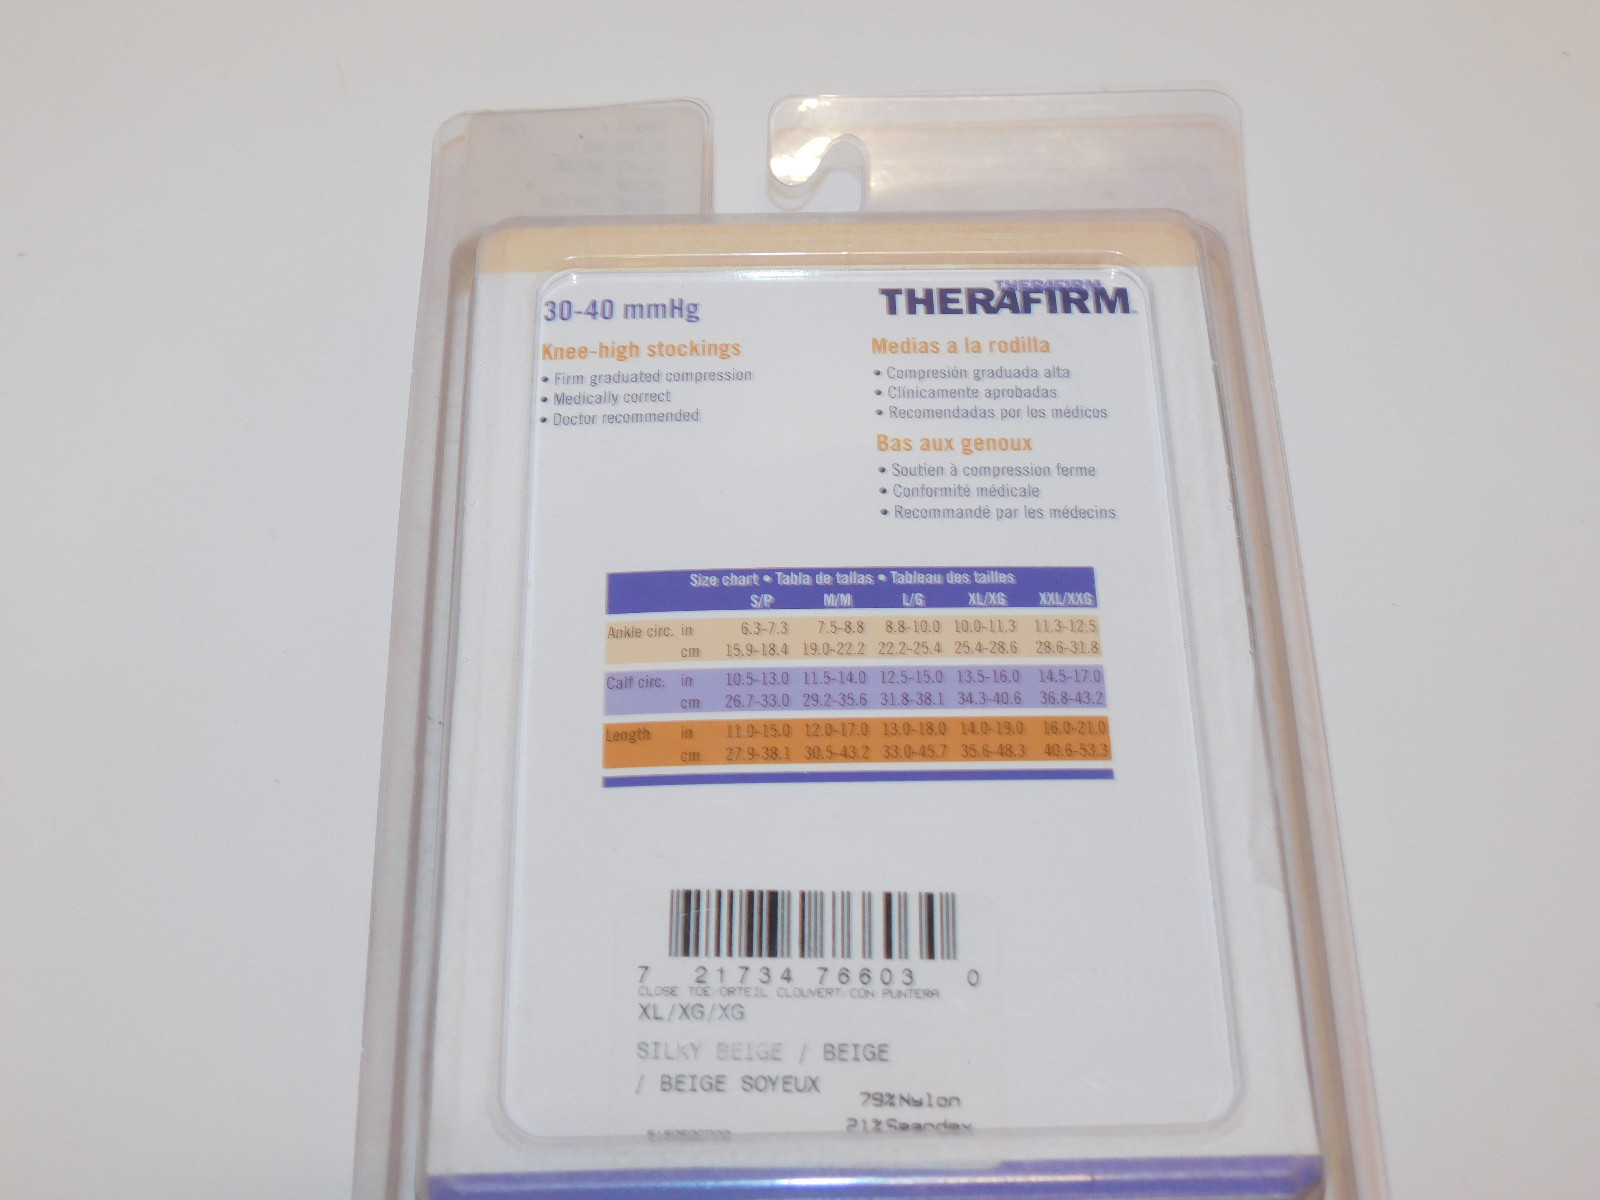 30-40 mmHg
Knee-high stockings
• Firm graduated compression
• Medically correct
• Doctor recommended
THERAFIRM
Medias a la rodilla
• Compresión graduada alta
• Clínicamente aprobadas
• Recomendadas por los médicos
Bas aux genoux
• Soutien à compression ferme
• Conformité médicale
• Recommandé par les médecins
Size chart • Tabla de tallas • Tableau des tailles
S/P M/M L/G XL/XG XXL/XXG
Ankle circ. in 6.3-7.3 7.5-8.8 8.8-10.0 10.0-11.3 11.3-12.5
cm 15.9-18.4 19.0-22.2 22.2-25.4 25.4-28.6 28.6-31.8
Calf circ. in 10.5-13.0 11.5-14.0 12.5-15.0 13.5-16.0 14.5-17.0
cm 26.7-33.0 29.2-35.6 31.8-38.1 34.3-40.6 36.8-43.2
Length in 11.0-15.0 12.0-17.0 13.0-18.0 14.0-19.0 16.0-21.0
cm 27.9-38.1 30.5-43.2 33.0-45.7 35.6-48.3 40.6-53.3
7 21734 76603 0
CLOSE TOE/ORTEIL CLOUVERT/CON PUNTERA
XL/XG/XG
SILKY BEIGE / BEIGE
/ BEIGE SOYEUX
79%Nylon
21%Spandex